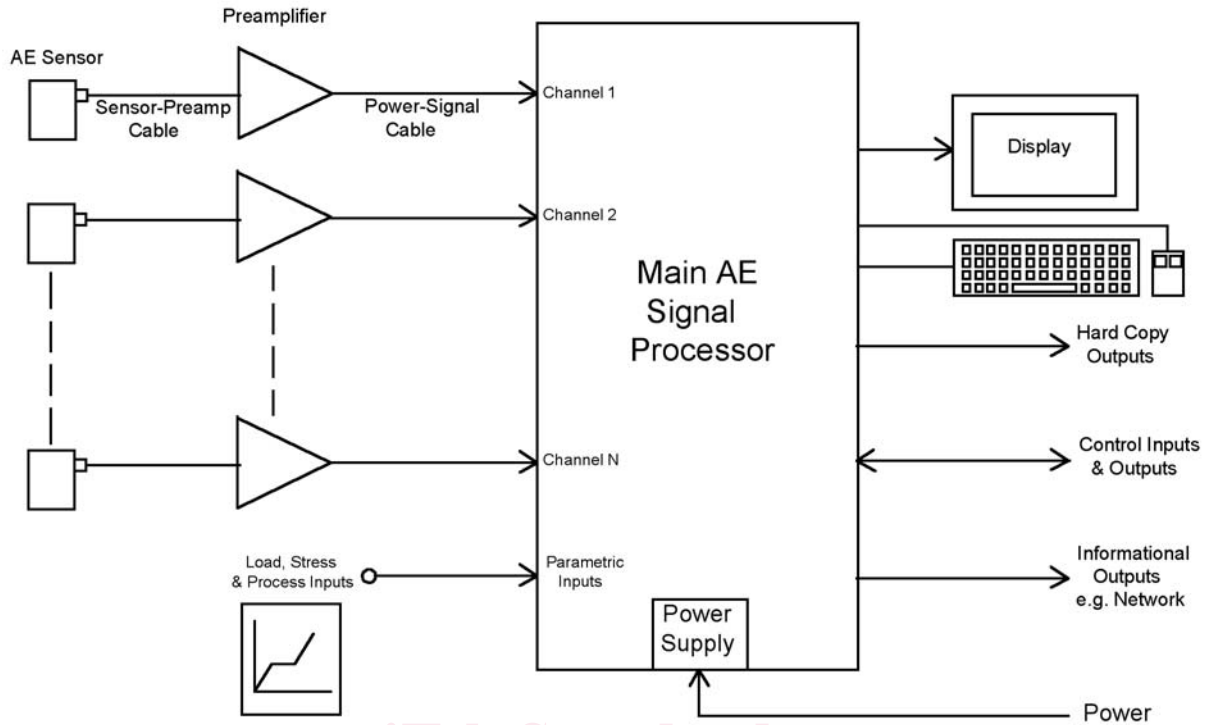 Preamplifier
AE Sensor
Sensor-Preamp
Cable
Power-Signal
Cable
Channel 1
Channel 2
Channel N
Load, Stress
& Process Inputs
Parametric
Inputs
Main AE
Signal
Processor
Power
Supply
Display
Hard Copy
Outputs
Control Inputs
& Outputs
Informational
Outputs
e.g. Network
Power